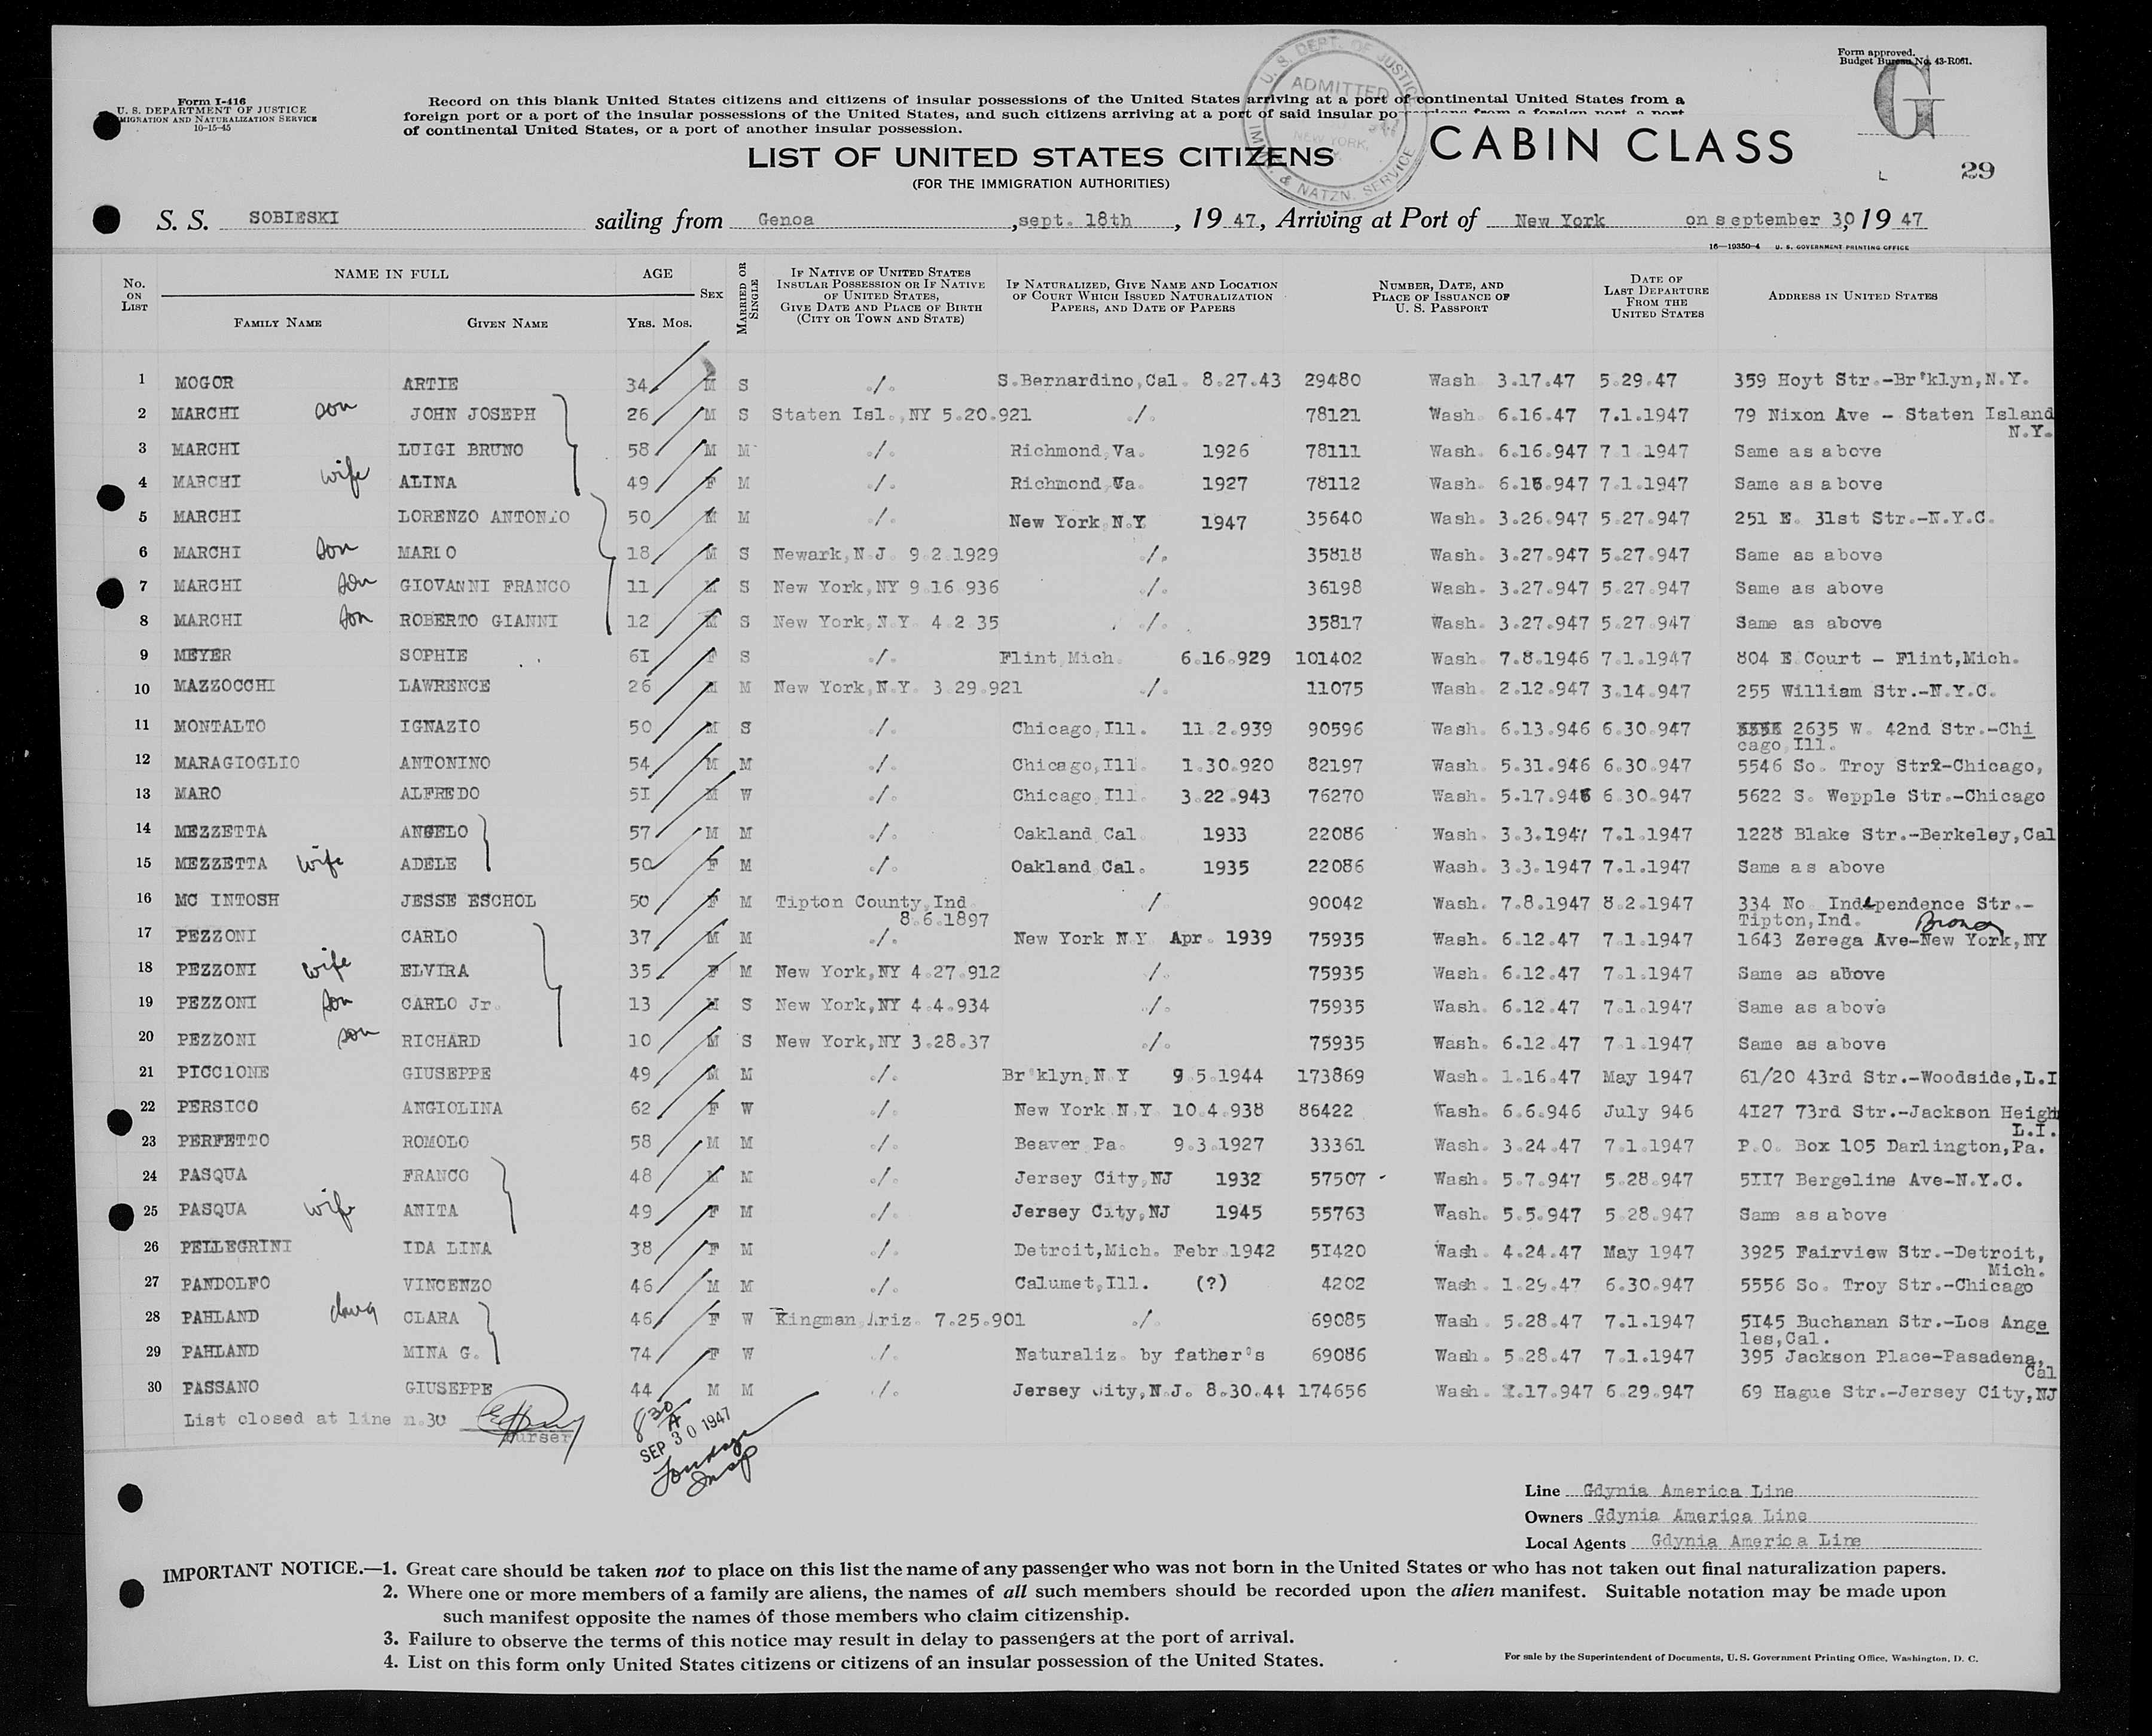 Form approved.
Budget Bureau No. 43-R061.
G
Form I-416
U. S. DEPARTMENT OF JUSTICE
MIGRATION AND NATURALIZATION SERVICE
10-15-45
Record on this blank United States citizens and citizens of insular possessions of the United States arriving at a port of continental United States from a
foreign port or a port of the insular possessions of the United States, and such citizens arriving at a port of said insular
of continental United States, or a port of another insular possession.
U. S. DEPT. OF JUSTICE
ADMITTED
NEW YORK,
IMM. & NATZN. SERVICE
LIST OF UNITED STATES CITIZENS
CABIN CLASS
(FOR THE IMMIGRATION AUTHORITIES)
L 29
S. S. SOBIESKI sailing from Genoa ,sept. 18th , 19 47, Arriving at Port of New York on september 30, 19 47
16—19350-4 U. S. GOVERNMENT PRINTING OFFICE
No. ON LIST
NAME IN FULL
FAMILY NAME GIVEN NAME
AGE
YRS. MOS.
SEX
MARRIED OR SINGLE
IF NATIVE OF UNITED STATES INSULAR POSSESSION OR IF NATIVE OF UNITED STATES, GIVE DATE AND PLACE OF BIRTH (CITY OR TOWN AND STATE)
IF NATURALIZED, GIVE NAME AND LOCATION OF COURT WHICH ISSUED NATURALIZATION PAPERS, AND DATE OF PAPERS
NUMBER, DATE, AND PLACE OF ISSUANCE OF U. S. PASSPORT
DATE OF LAST DEPARTURE FROM THE UNITED STATES
ADDRESS IN UNITED STATES
1 MOGOR ARTIE 34 M S ./. S.Bernardino,Cal. 8.27.43 29480 Wash 3.17.47 5.29.47 359 Hoyt Str.-Br'klyn,N.Y.
2 MARCHI son JOHN JOSEPH 26 M S Staten Isl.,NY 5.20.921 ./. 78121 Wash. 6.16.47 7.1.1947 79 Nixon Ave - Staten Island
N.Y.
3 MARCHI LUIGI BRUNO 58 M M ./. Richmond,Va. 1926 78111 Wash. 6.16.947 7.1.1947 Same as above
4 MARCHI wife ALINA 49 F M ./. Richmond,Va. 1927 78112 Wash. 6.16.947 7.1.1947 Same as above
5 MARCHI LORENZO ANTONIO 50 M M ./. New York,N.Y 1947 35640 Wash. 3.26.947 5.27.947 251 E. 31st Str.-N.Y.C.
6 MARCHI son MARIO 18 M S Newark,N.J. 9.2.1929 ./. 35818 Wash. 3.27.947 5.27.947 Same as above
7 MARCHI son GIOVANNI FRANCO 11 M S New York,NY 9.16.936 ./. 36198 Wash. 3.27.947 5.27.947 Same as above
8 MARCHI son ROBERTO GIANNI 12 M S New York,N.Y. 4.2.35 ./. 35817 Wash. 3.27.947 5.27.947 Same as above
9 MEYER SOPHIE 6I F S ./. Flint,Mich. 6.16.929 101402 Wash 7.8.1946 7.1.1947 804 E.Court - Flint,Mich.
10 MAZZOCCHI LAWRENCE 26 M M New York,N.Y. 3.29.921 ./. 11075 Wash 2.12.947 3.14.947 255 William Str.-N.Y.C.
11 MONTALTO IGNAZIO 50 M S ./. Chicago,Ill. 11.2.939 90596 Wash. 6.13.946 6.30.947 2635 W. 42nd Str.-Chi
cago,Ill.
12 MARAGIOGLIO ANTONINO 54 M M ./. Chicago,Ill. 1.30.920 82197 Wash. 5.31.946 6.30.947 5546 So. Troy Str.-Chicago,
13 MARO ALFREDO 5I M W ./. Chicago,Ill. 3.22.943 76270 Wash. 5.17.946 6.30.947 5622 S. Wepple Str.-Chicago
14 MEZZETTA ANGELO 57 M M ./. Oakland,Cal. 1933 22086 Wash. 3.3.1947 7.1.1947 1228 Blake Str.-Berkeley,Cal
15 MEZZETTA wife ADELE 50 F M ./. Oakland,Cal. 1935 22086 Wash. 3.3.1947 7.1.1947 Same as above
16 MC INTOSH JESSE ESCHOL 50 F M Tipton County,Ind ./ 90042 Wash. 7.8.1947 8.2.1947 334 No. Independence Str.-
8.6.1897 Tipton,Ind. Bronx
17 PEZZONI CARLO 37 M M ./. New York N.Y. Apr. 1939 75935 Wash. 6.12.47 7.1.1947 1643 Zerega Ave-New York,NY
18 PEZZONI wife ELVIRA 35 F M New York,NY 4.27.912 ./. 75935 Wash. 6.12.47 7.1.1947 Same as above
19 PEZZONI son CARLO Jr. 13 M S New York,NY 4.4.934 ./. 75935 Wash. 6.12.47 7.1.1947 Same as above
20 PEZZONI son RICHARD 10 M S New York,NY 3.28.37 ./. 75935 Wash. 6.12.47 7.1.1947 Same as above
21 PICCIONE GIUSEPPE 49 M M ./. Br'klyn,N.Y 9.5.1944 173869 Wash. 1.16.47 May 1947 61/20 43rd Str.-Woodside,L.I
22 PERSICO ANGIOLINA 62 F W ./. New York N.Y 10.4.938 86422 Wash. 6.6.946 July 946 4I27 73rd Str.-Jackson Heigh
L.I.
23 PERFETTO ROMOLO 58 M M ./. Beaver Pa. 9.3.1927 33361 Wash. 3.24.47 7.1.1947 P.O. Box 105 Darlington,Pa.
24 PASQUA FRANCO 48 M M ./. Jersey City,NJ 1932 57507 Wash. 5.7.947 5.28.947 5II7 Bergeline Ave-N.Y.C.
25 PASQUA wife ANITA 49 F M ./. Jersey City,NJ 1945 55763 Wash. 5.5.947 5.28.947 Same as above
26 PELLEGRINI IDA LINA 38 F M ./. Detroit,Mich. Febr.1942 5I420 Wash. 4.24.47 May 1947 3925 Fairview Str.-Detroit,
Mich.
27 PANDOLFO VINCENZO 46 M M ./. Calumet,Ill. (?) 4202 Wash. 1.29.47 6.30.947 5556 So. Troy Str.-Chicago
28 PAHLAND daug CLARA 46 F W Kingman,Ariz. 7.25.901 ./. 69085 Wash. 5.28.47 7.1.1947 5I45 Buchanan Str.-Los Ange
les,Cal.
29 PAHLAND MINA G. 74 F W ./. Naturaliz. by father's 69086 Wash. 5.28.47 7.1.1947 395 Jackson Place-Pasadena,
Cal
30 PASSANO GIUSEPPE 44 M M ./. Jersey City,N.J. 8.30.44 174656 Wash. 1.17.947 6.29.947 69 Hague Str.-Jersey City,NJ
List closed at line n.30
Purser
8 30 A
SEP 30 1947
Insp
Line Gdynia America Line
Owners Gdynia America Line
Local Agents Gdynia America Line
IMPORTANT NOTICE.—1. Great care should be taken not to place on this list the name of any passenger who was not born in the United States or who has not taken out final naturalization papers.
2. Where one or more members of a family are aliens, the names of all such members should be recorded upon the alien manifest. Suitable notation may be made upon
such manifest opposite the names of those members who claim citizenship.
3. Failure to observe the terms of this notice may result in delay to passengers at the port of arrival.
4. List on this form only United States citizens or citizens of an insular possession of the United States.
For sale by the Superintendent of Documents, U. S. Government Printing Office, Washington, D. C.